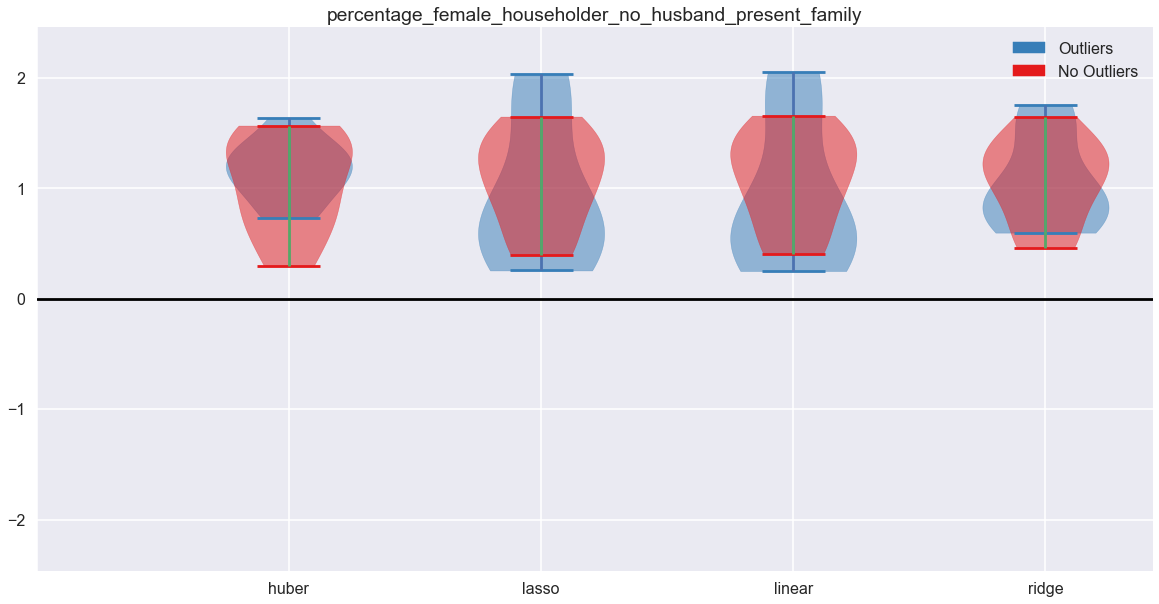 percentage_female_householder_no_husband_present_family
Outliers
No Outliers
2
1
0
−1
−2
huber
lasso
linear
ridge